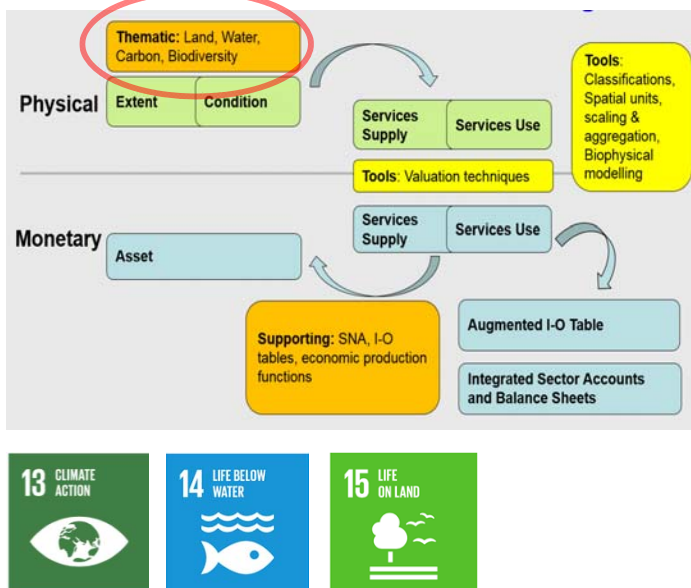 Thematic: Land, Water,
Carbon, Biodiversity
Physical
Extent
Condition
Services
Supply
Services Use
Tools:
Classifications,
Spatial units,
scaling &
aggregation,
Biophysical
modelling
Tools: Valuation techniques
Monetary
Asset
Services
Supply
Services Use
Supporting: SNA, I-O
tables, economic production
functions
Augmented I-O Table
Integrated Sector Accounts
and Balance Sheets
13 CLIMATE
ACTION
14 LIFE BELOW
WATER
15 LIFE
ON LAND